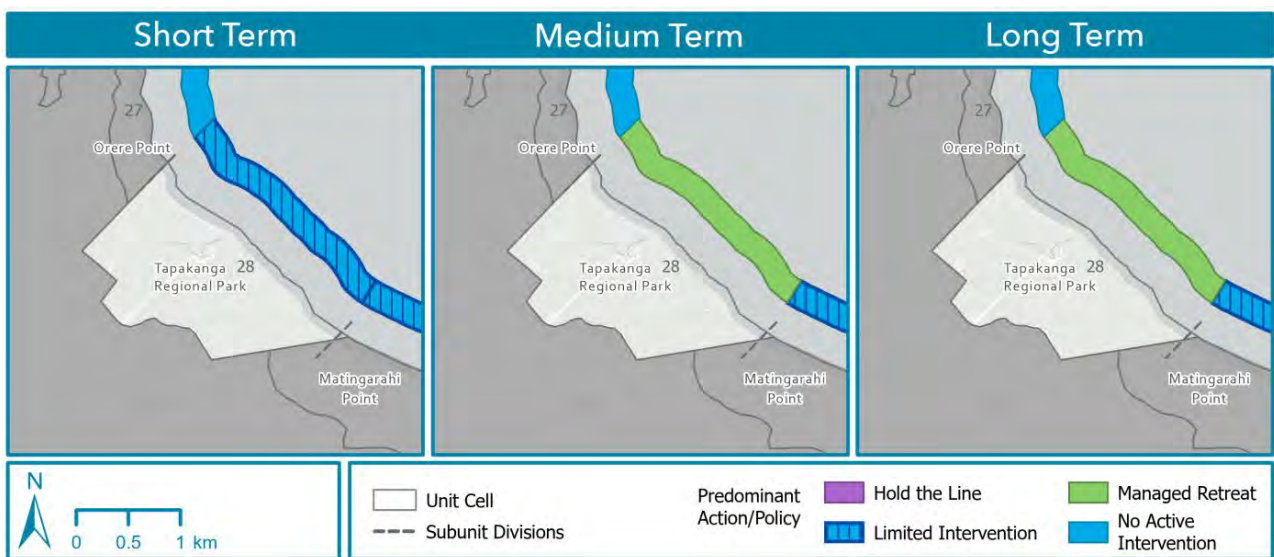 Short Term
Medium Term
Long Term
27
Orere Point
Tapakanga 28
Regional Park
Matingarahi
Point
27
Orere Point
Tapakanga 28
Regional Park
Matingarahi
Point
27
Orere Point
Tapakanga 28
Regional Park
Matingarahi
Point
N
0 0.5 1 km
Unit Cell
Subunit Divisions
Predominant
Action/Policy
Hold the Line
Limited Intervention
Managed Retreat
No Active
Intervention